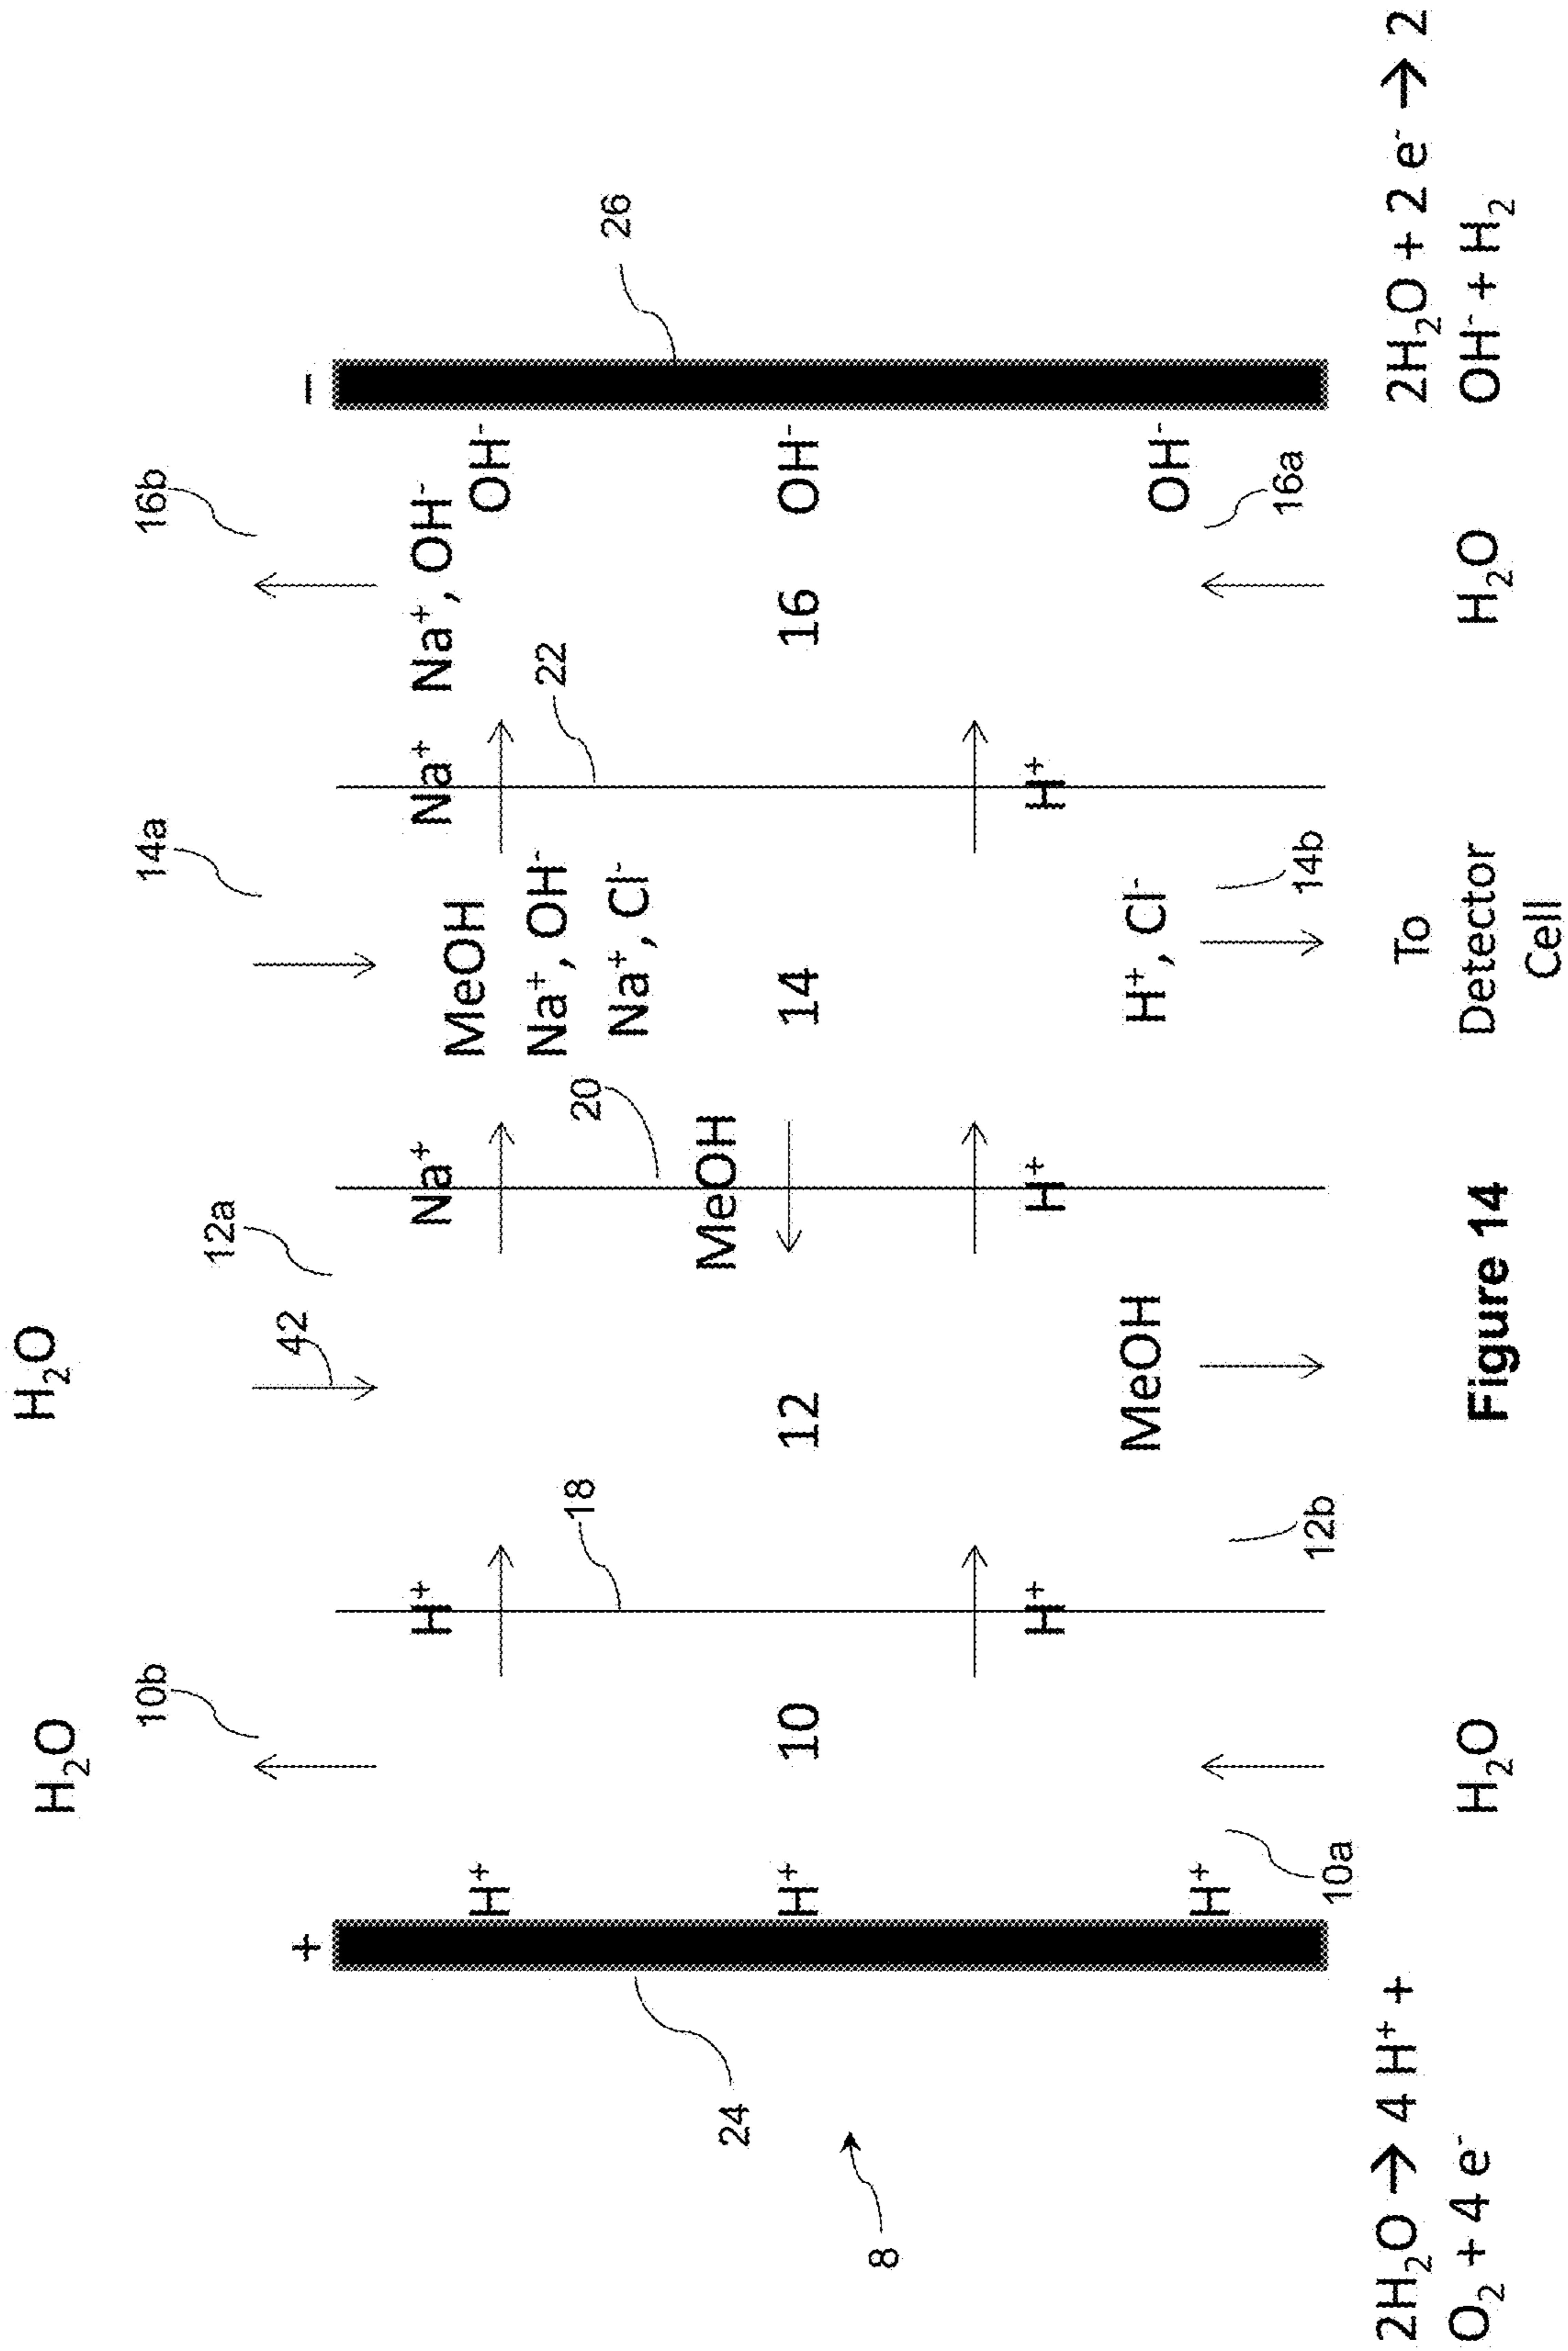 H₂O
H₂O
10b
12a
14a
16b
42
+
–
H⁺
Na⁺
Na⁺
Na⁺, OH⁻
MeOH
H⁺
OH⁻
Na⁺, OH⁻
22
18
20
Na⁺, Cl⁻
26
MeOH
24
10
12
14
16
H⁺
OH⁻
8
H⁺
H⁺
H⁺
MeOH
H⁺, Cl⁻
H⁺
OH⁻
10a
12b
14b
16a
2H₂O → 4 H⁺ +
O₂ + 4 e⁻
H₂O
Figure 14
To
Detector
Cell
H₂O
2H₂O + 2 e⁻ → 2
OH⁻ + H₂